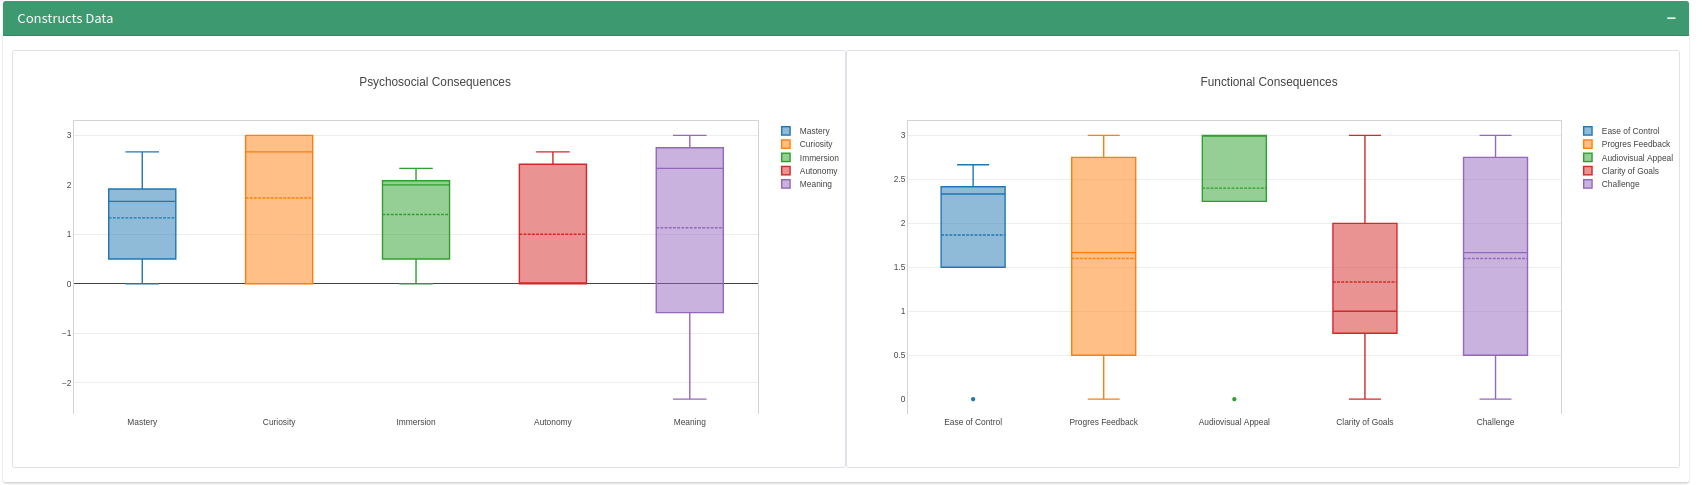 Constructs Data
Psychosocial Consequences
3
2
1
0
−1
−2
Mastery
Curiosity
Immersion
Autonomy
Meaning
Mastery
Curiosity
Immersion
Autonomy
Meaning
Functional Consequences
3
2.5
2
1.5
1
0.5
0
Ease of Control
Progres Feedback
Audiovisual Appeal
Clarity of Goals
Challenge
Ease of Control
Progres Feedback
Audiovisual Appeal
Clarity of Goals
Challenge